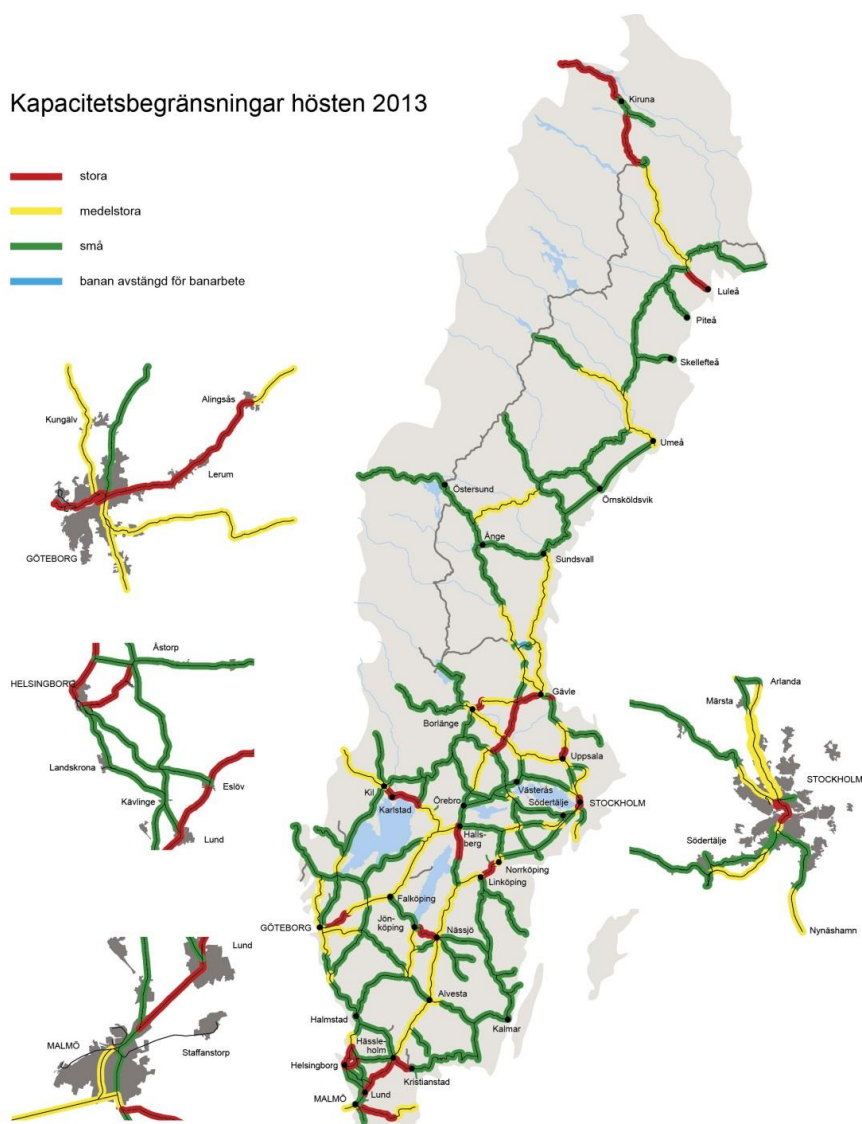 Kapacitetsbegränsningar hösten 2013
stora
medelstora
små
banan avstängd för banarbete
Kiruna
Luleå
Piteå
Skellefteå
Umeå
Örnsköldsvik
Östersund
Ånge
Sundsvall
Gävle
Borlänge
Uppsala
Kil
Karlstad
Örebro
Västerås
Södertälje
STOCKHOLM
Halls-
berg
Norrköping
Linköping
Falköping
GÖTEBORG
Jön-
köping
Nässjö
Alvesta
Halmstad
Kalmar
Hässle-
holm
Helsingborg
Kristianstad
Lund
MALMÖ
Alingsås
Kungälv
Lerum
GÖTEBORG
Åstorp
HELSINGBORG
Landskrona
Eslöv
Kävlinge
Lund
Lund
MALMÖ
Staffanstorp
Arlanda
Märsta
STOCKHOLM
Södertälje
Nynäshamn